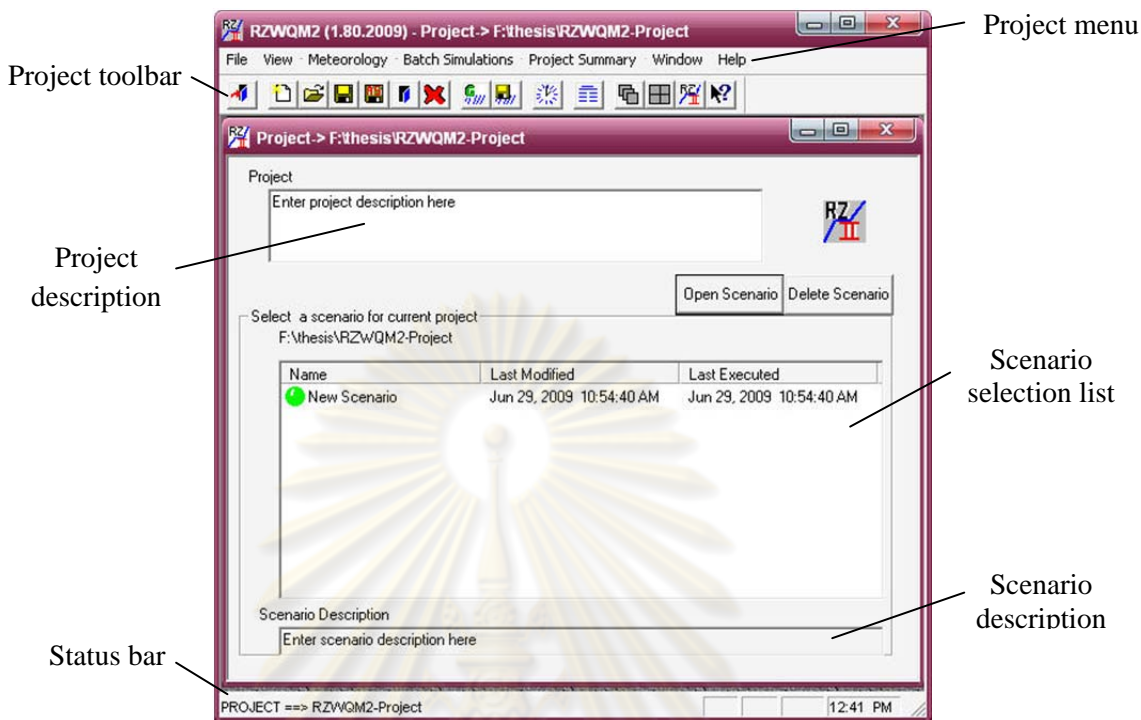 RZWQM2 (1.80.2009) - Project-> F:\thesis\RZWQM2-Project
Project menu
File View Meteorology Batch Simulations Project Summary Window Help
Project toolbar
Project-> F:\thesis\RZWQM2-Project
Project
Enter project description here
RZ
II
Project
description
Open Scenario Delete Scenario
Select a scenario for current project
F:\thesis\RZWQM2-Project
Name Last Modified Last Executed
New Scenario Jun 29, 2009 10:54:40 AM Jun 29, 2009 10:54:40 AM
Scenario
selection list
Scenario Description
Enter scenario description here
Scenario
description
Status bar
PROJECT ==> RZWQM2-Project 12:41 PM